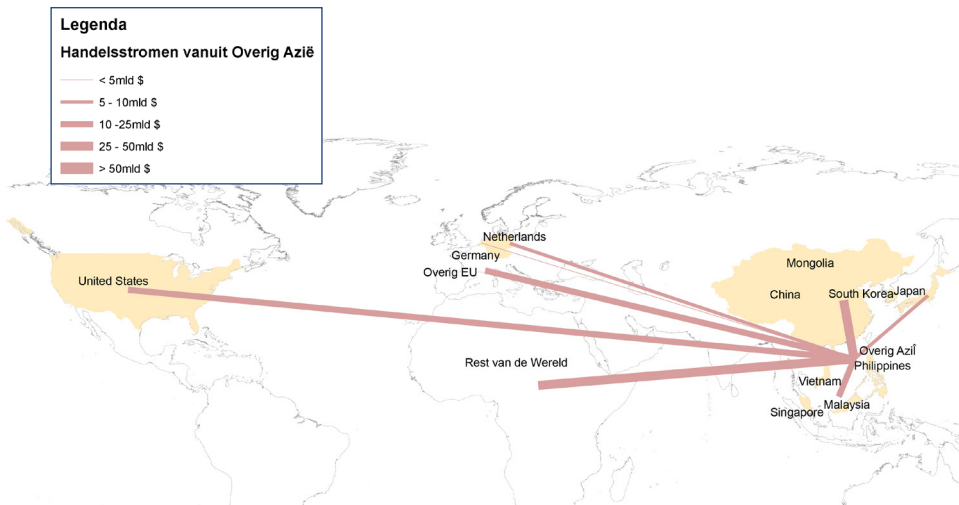 Legenda
Handelsstromen vanuit Overig Azië
< 5mld $
5 - 10mld $
10 -25mld $
25 - 50mld $
> 50mld $
Netherlands
Germany
Overig EU
United States
Mongolia
China
South Korea
Japan
Rest van de Wereld
Overig AziÎ
Philippines
Vietnam
Malaysia
Singapore